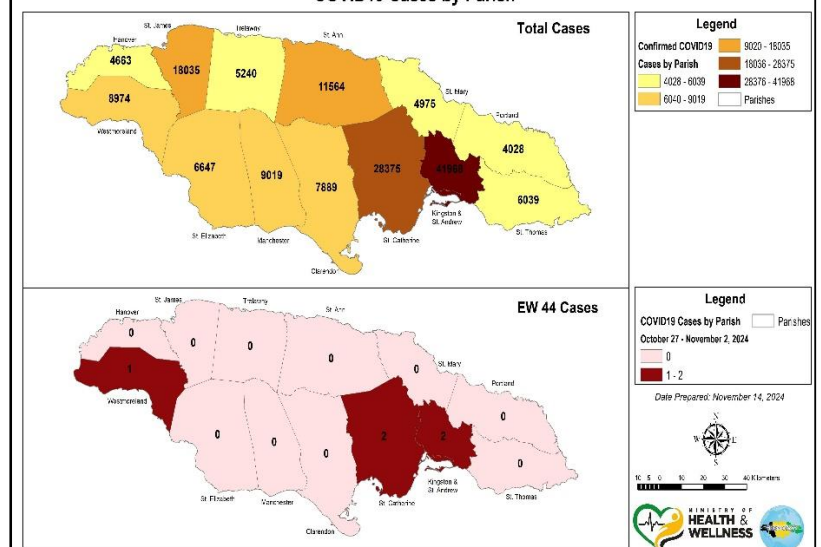 COVID19 Cases by Parish
Total Cases
Hanover
St. James
Trelawny
St. Ann
4663
18035
5240
11564
8974
4975
St. Mary
Portland
Westmoreland
4028
6647
9019
7889
28375
41968
6039
St. Elizabeth
Manchester
Clarendon
St. Catherine
Kingston &
St. Andrew
St. Thomas
Legend
Confirmed COVID19
Cases by Parish
4028 - 6039
6040 - 9019
9020 - 18035
18036 - 28375
28376 - 41968
Parishes
EW 44 Cases
Hanover
St. James
Trelawny
St. Ann
0
0
0
0
1
0
St. Mary
Portland
Westmoreland
0
0
0
0
2
2
0
St. Elizabeth
Manchester
Clarendon
St. Catherine
Kingston &
St. Andrew
St. Thomas
Legend
COVID19 Cases by Parish
Parishes
October 27 - November 2, 2024
0
1 - 2
Date Prepared: November 14, 2024
N
W E
S
10 5 0 10 20 30 40 Kilometers
MINISTRY OF
HEALTH &
WELLNESS